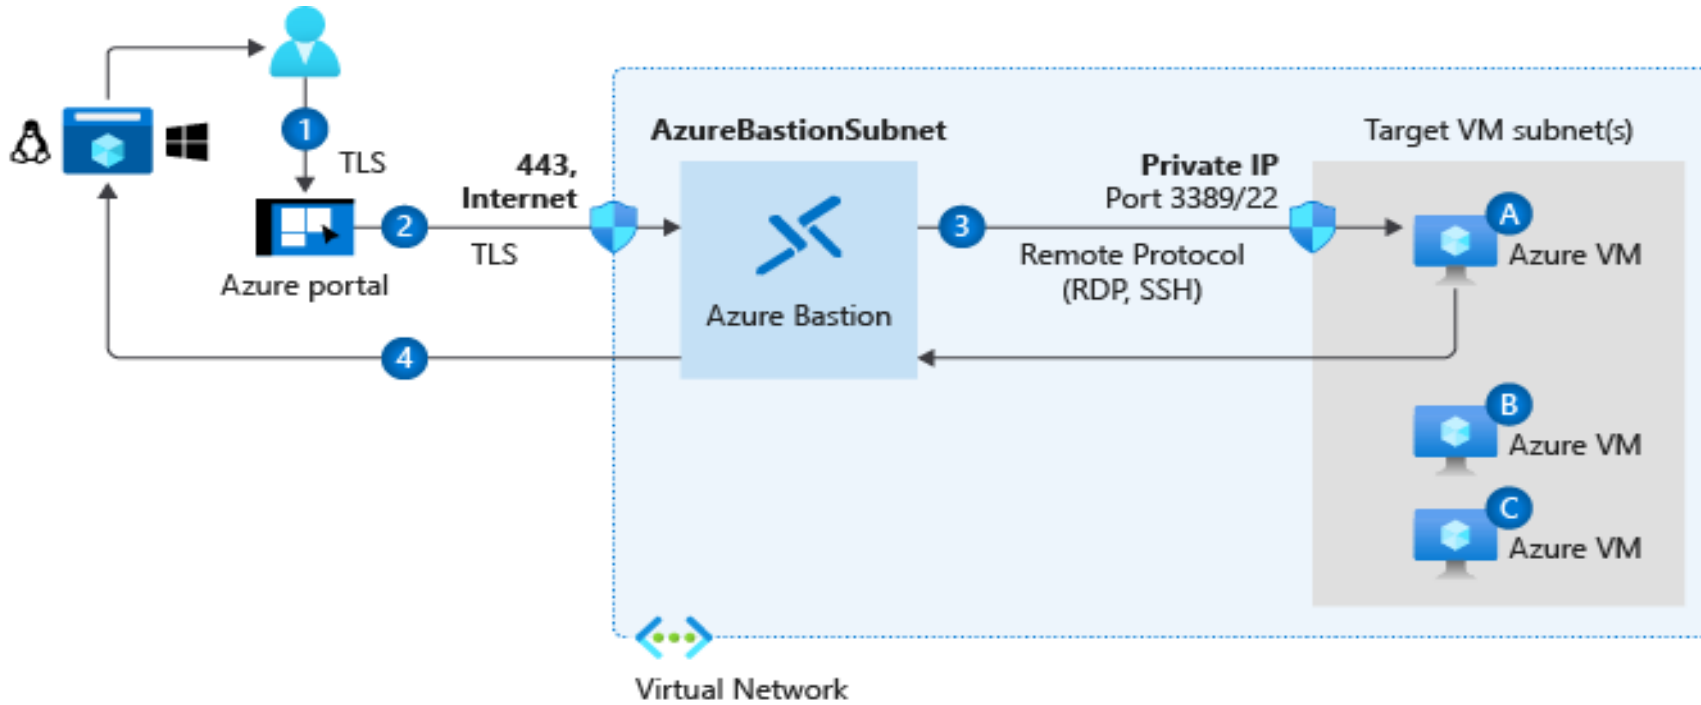 1
TLS
Azure portal
2
443,
Internet
TLS
AzureBastionSubnet
Azure Bastion
3
Private IP
Port 3389/22
Remote Protocol
(RDP, SSH)
Target VM subnet(s)
A
Azure VM
B
Azure VM
C
Azure VM
4
Virtual Network